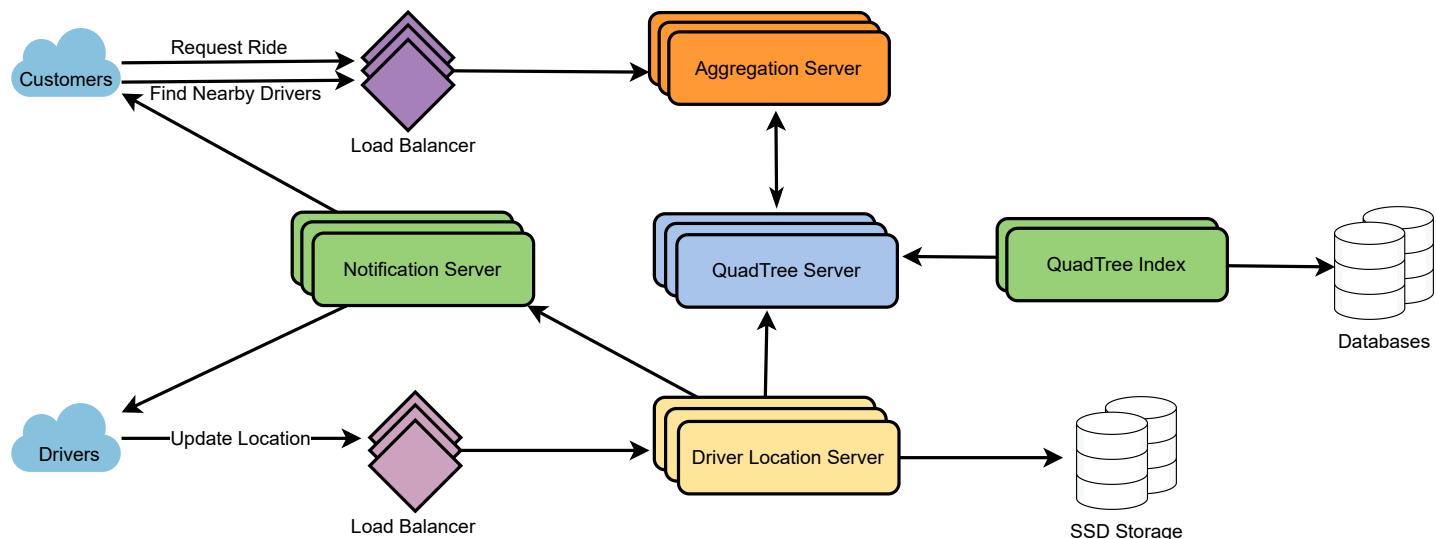 Request Ride
Customers
Find Nearby Drivers
Load Balancer
Aggregation Server
Notification Server
QuadTree Server
QuadTree Index
Databases
Drivers
Update Location
Load Balancer
Driver Location Server
SSD Storage